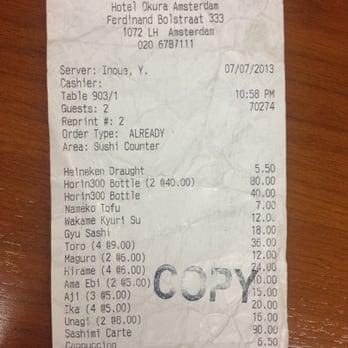 Hotel Okura Amsterdam
Ferdinand Bolstraat 333
1072 LH Amsterdam
020 6787111
Server: Inoue, Y. 07/07/2013
Cashier:
Table 903/1 10:58 PM
Guests: 2 70274
Reprint #: 2
Order Type: ALREADY
Area: Sushi Counter
Heineken Draught 5.50
Horin300 Bottle (2 @40.00) 80.00
Horin300 Bottle 40.00
Nameko Tofu 7.00
Wakame Kyuri Su 12.00
Gyu Sashi 18.00
Toro (4 @9.00) 36.00
Maguro (2 @6.00) 12.00
Hirame (4 @6.00) 24.00
Ama Ebi (2 @5.00) 10.00
Aji (3 @5.00) 15.00
Ika (4 @5.00) 20.00
Unagi (2 @8.00) 16.00
Sashimi Carte 90.00
Cappuccino 6.50
COPY